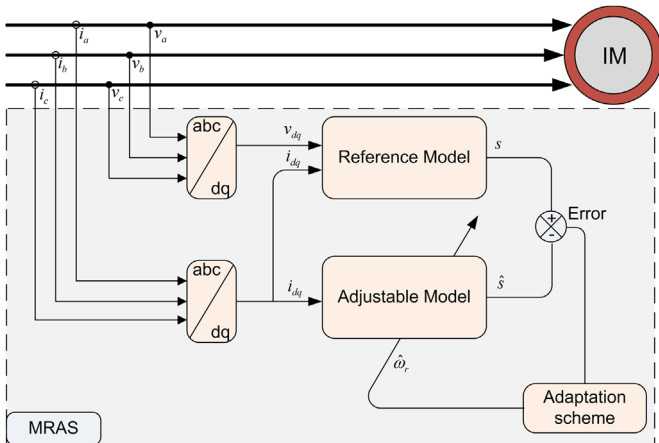 i_a
v_a
i_b
v_b
IM
i_c
v_c
abc
dq
v_dq
i_dq
Reference Model
s
+
-
Error
abc
dq
i_dq
Adjustable Model
ŝ
ω̂_r
Adaptation
scheme
MRAS